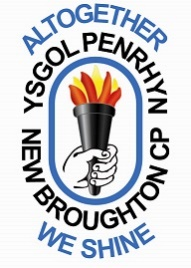 ALTOGETHER
YSGOL PENRHYN
NEW BROUGHTON CP
WE SHINE